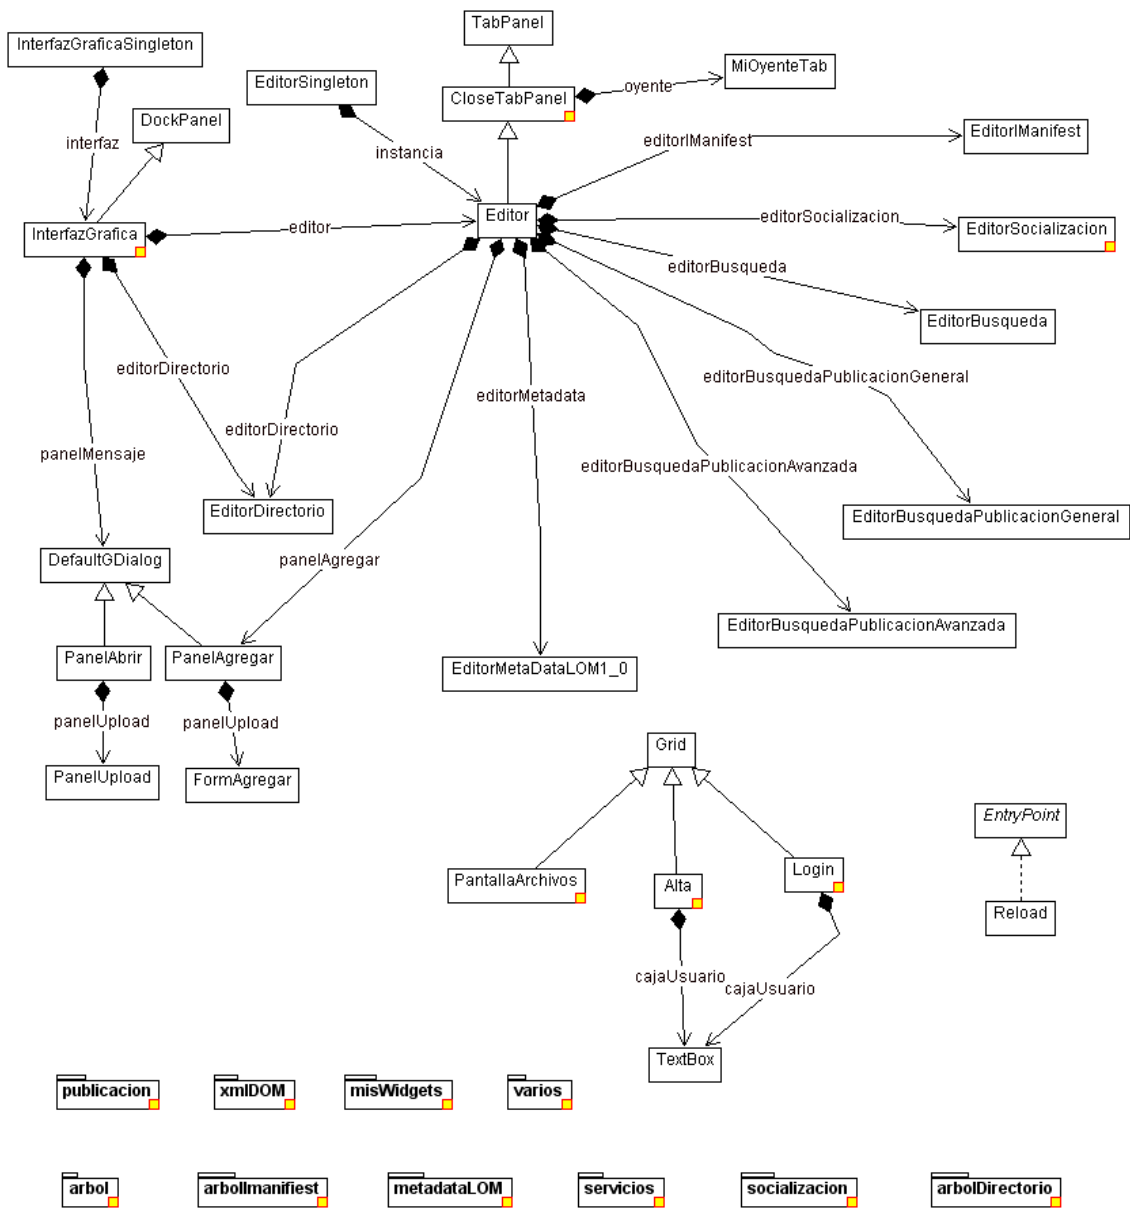 TabPanel
InterfazGraficaSingleton
MiOyenteTab
EditorSingleton
oyente
CloseTabPanel
DockPanel
EditorIManifest
interfaz
editorIManifest
instancia
Editor
editorSocializacion
EditorSocializacion
InterfazGrafica
editor
editorBusqueda
EditorBusqueda
editorDirectorio
editorBusquedaPublicacionGeneral
editorMetadata
editorDirectorio
panelMensaje
editorBusquedaPublicacionAvanzada
EditorDirectorio
EditorBusquedaPublicacionGeneral
DefaultGDialog
panelAgregar
EditorBusquedaPublicacionAvanzada
PanelAbrir
PanelAgregar
EditorMetaDataLOM1_0
panelUpload
panelUpload
Grid
PanelUpload
FormAgregar
EntryPoint
Login
PantallaArchivos
Alta
Reload
cajaUsuario
cajaUsuario
TextBox
publicacion
xmlDOM
misWidgets
varios
arbol
arbolImanifiest
metadataLOM
servicios
socializacion
arbolDirectorio